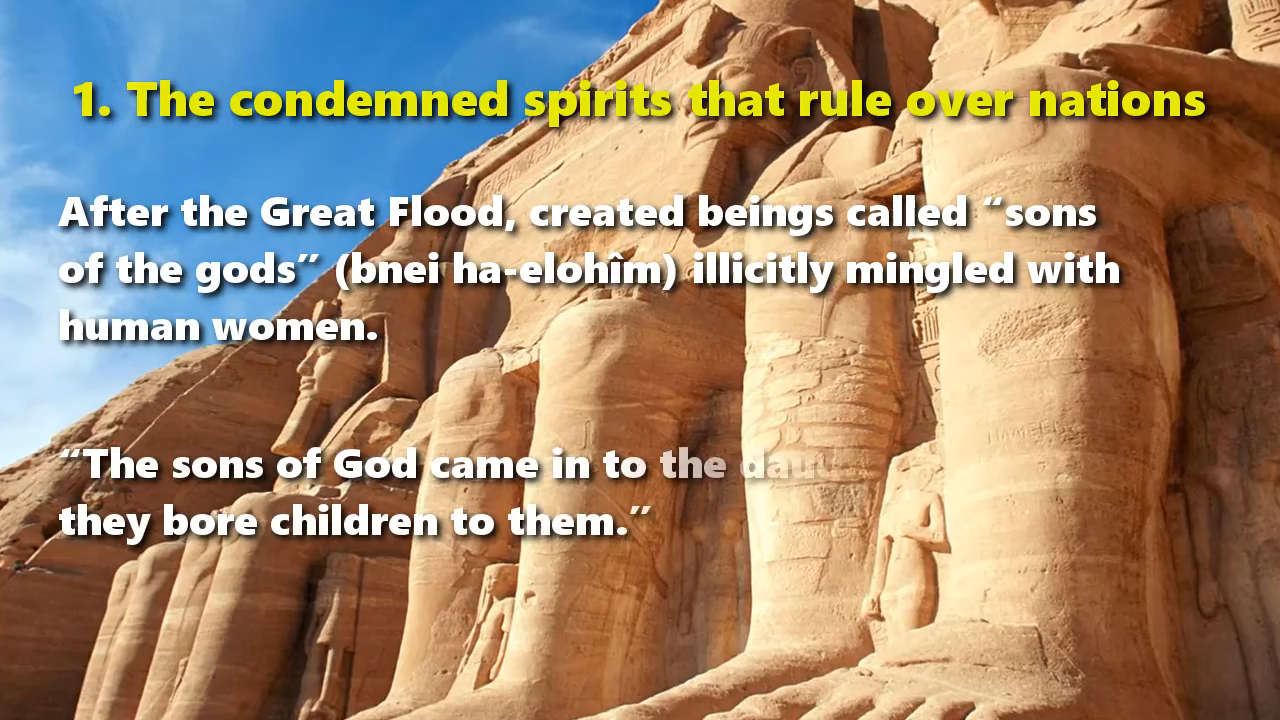 1. The condemned spirits that rule over nations
After the Great Flood, created beings called “sons
of the gods” (bnei ha-elohîm) illicitly mingled with
human women.
“The sons of God came in to the
they bore children to them.”